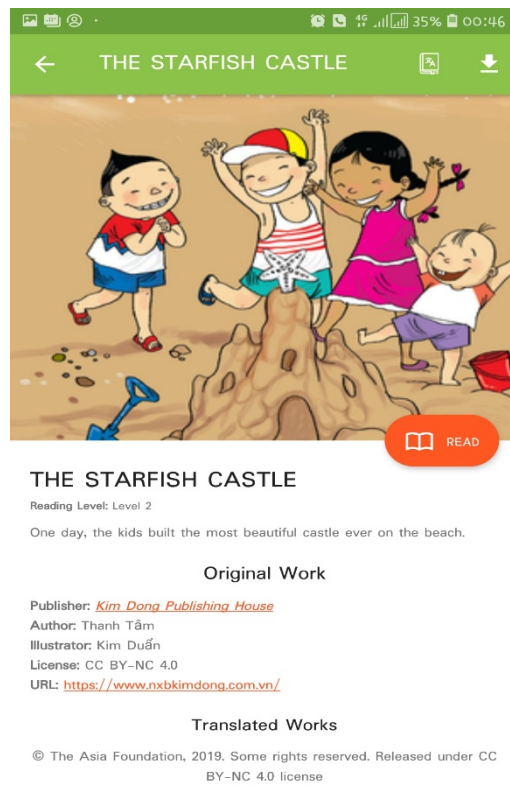 4G 35% 00:46
THE STARFISH CASTLE
READ
THE STARFISH CASTLE
Reading Level: Level 2
One day, the kids built the most beautiful castle ever on the beach.
Original Work
Publisher: Kim Dong Publishing House
Author: Thanh Tâm
Illustrator: Kim Duẩn
License: CC BY-NC 4.0
URL: https://www.nxbkimdong.com.vn/
Translated Works
© The Asia Foundation, 2019. Some rights reserved. Released under CC
BY-NC 4.0 license